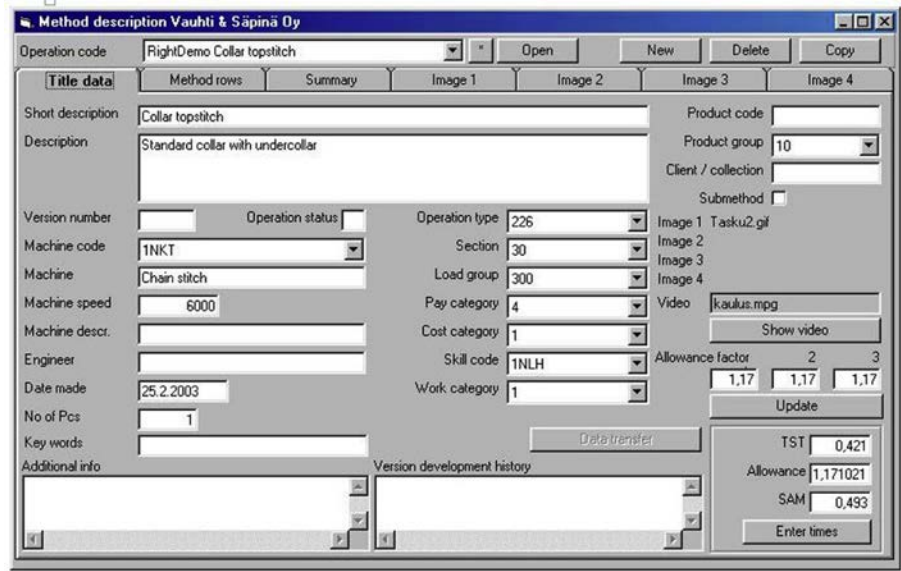 Method description Vauhti & Säpinä Oy
Operation code RightDemo Collar topstitch * Open New Delete Copy
Title data Method rows Summary Image 1 Image 2 Image 3 Image 4
Short description Collar topstitch Product code
Description Standard collar with undercollar Product group 10
Client / collection
Submethod
Version number Operation status Operation type 226 Image 1 Tasku2.gif
Machine code 1NKT Section 30 Image 2
Image 3
Machine Chain stitch Load group 300 Image 4
Machine speed 6000 Pay category 4 Video kaulus.mpg
Machine descr. Cost category 1 Show video
Engineer Skill code 1NLH Allowance factor 2 3
Date made 25.2.2003 Work category 1 1,17 1,17 1,17
No of Pcs 1 Update
Key words Data transfer TST 0,421
Additional info Version development history
Allowance 1,171021
SAM 0,493
Enter times